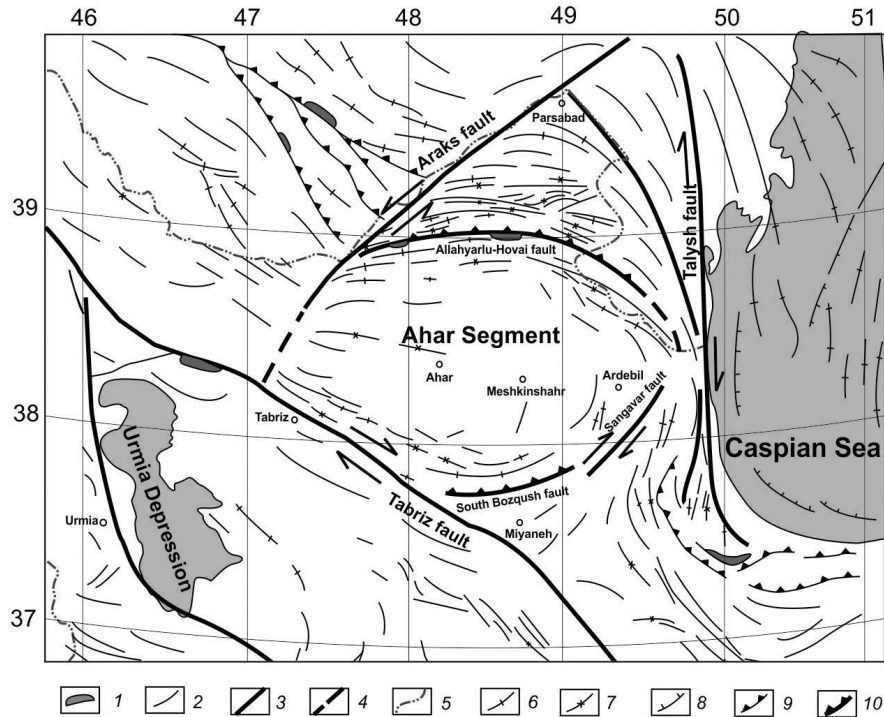 46 47 48 49 50 51
Parsabad
Araks fault
39
Talysh fault
Allahyarlu-Hovai fault
Ahar Segment
Ahar
Meshkinshahr
Ardebil
Sangavar fault
38
Tabriz
Caspian Sea
Urmia Depression
South Bozqush fault
Tabriz fault
Urmia
Miyaneh
37
1 2 3 4 5 6 7 8 9 10